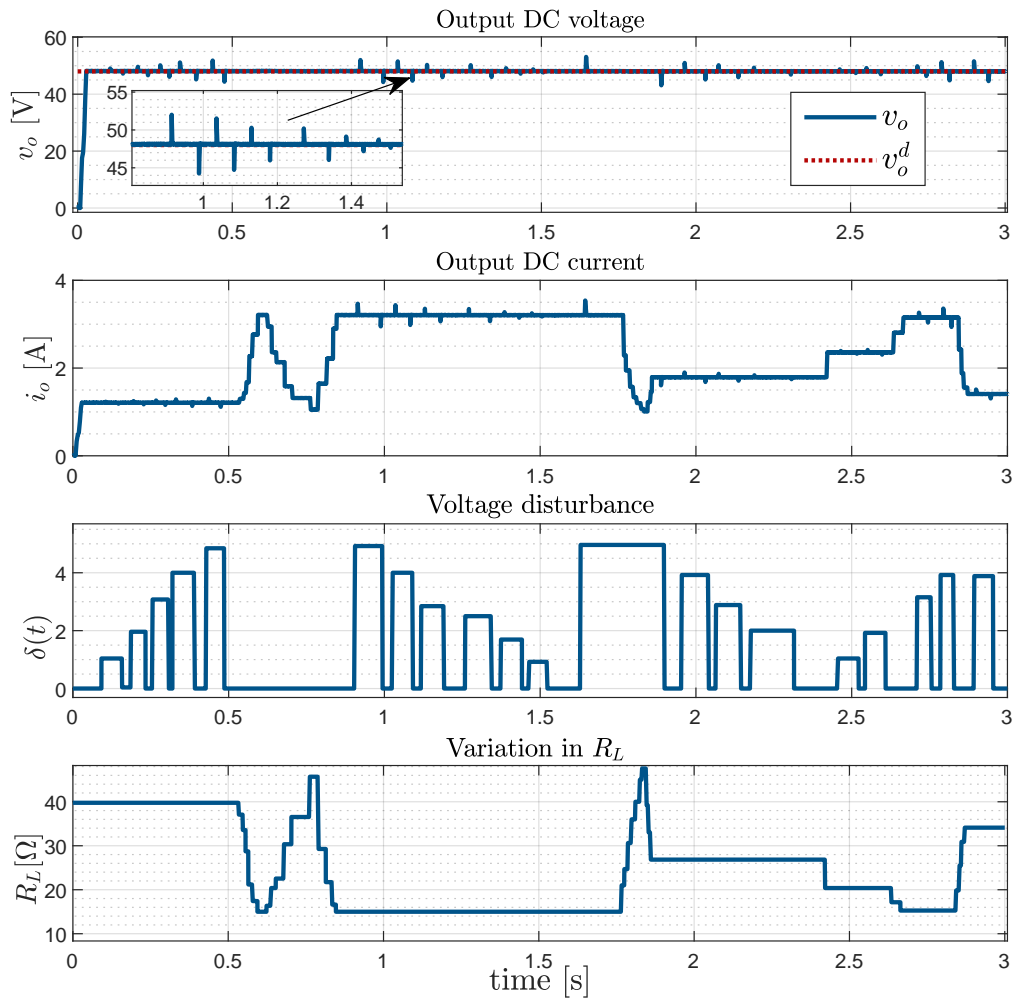 Output DC voltage
60
40
20
0
v_o [V]
55
50
45
1 1.2 1.4
v_o
v_o^d
0 0.5 1 1.5 2 2.5 3
Output DC current
4
2
0
i_o [A]
0 0.5 1 1.5 2 2.5 3
Voltage disturbance
4
2
0
δ(t)
0 0.5 1 1.5 2 2.5 3
Variation in R_L
40
30
20
10
R_L[Ω]
0 0.5 1 1.5 2 2.5 3
time [s]